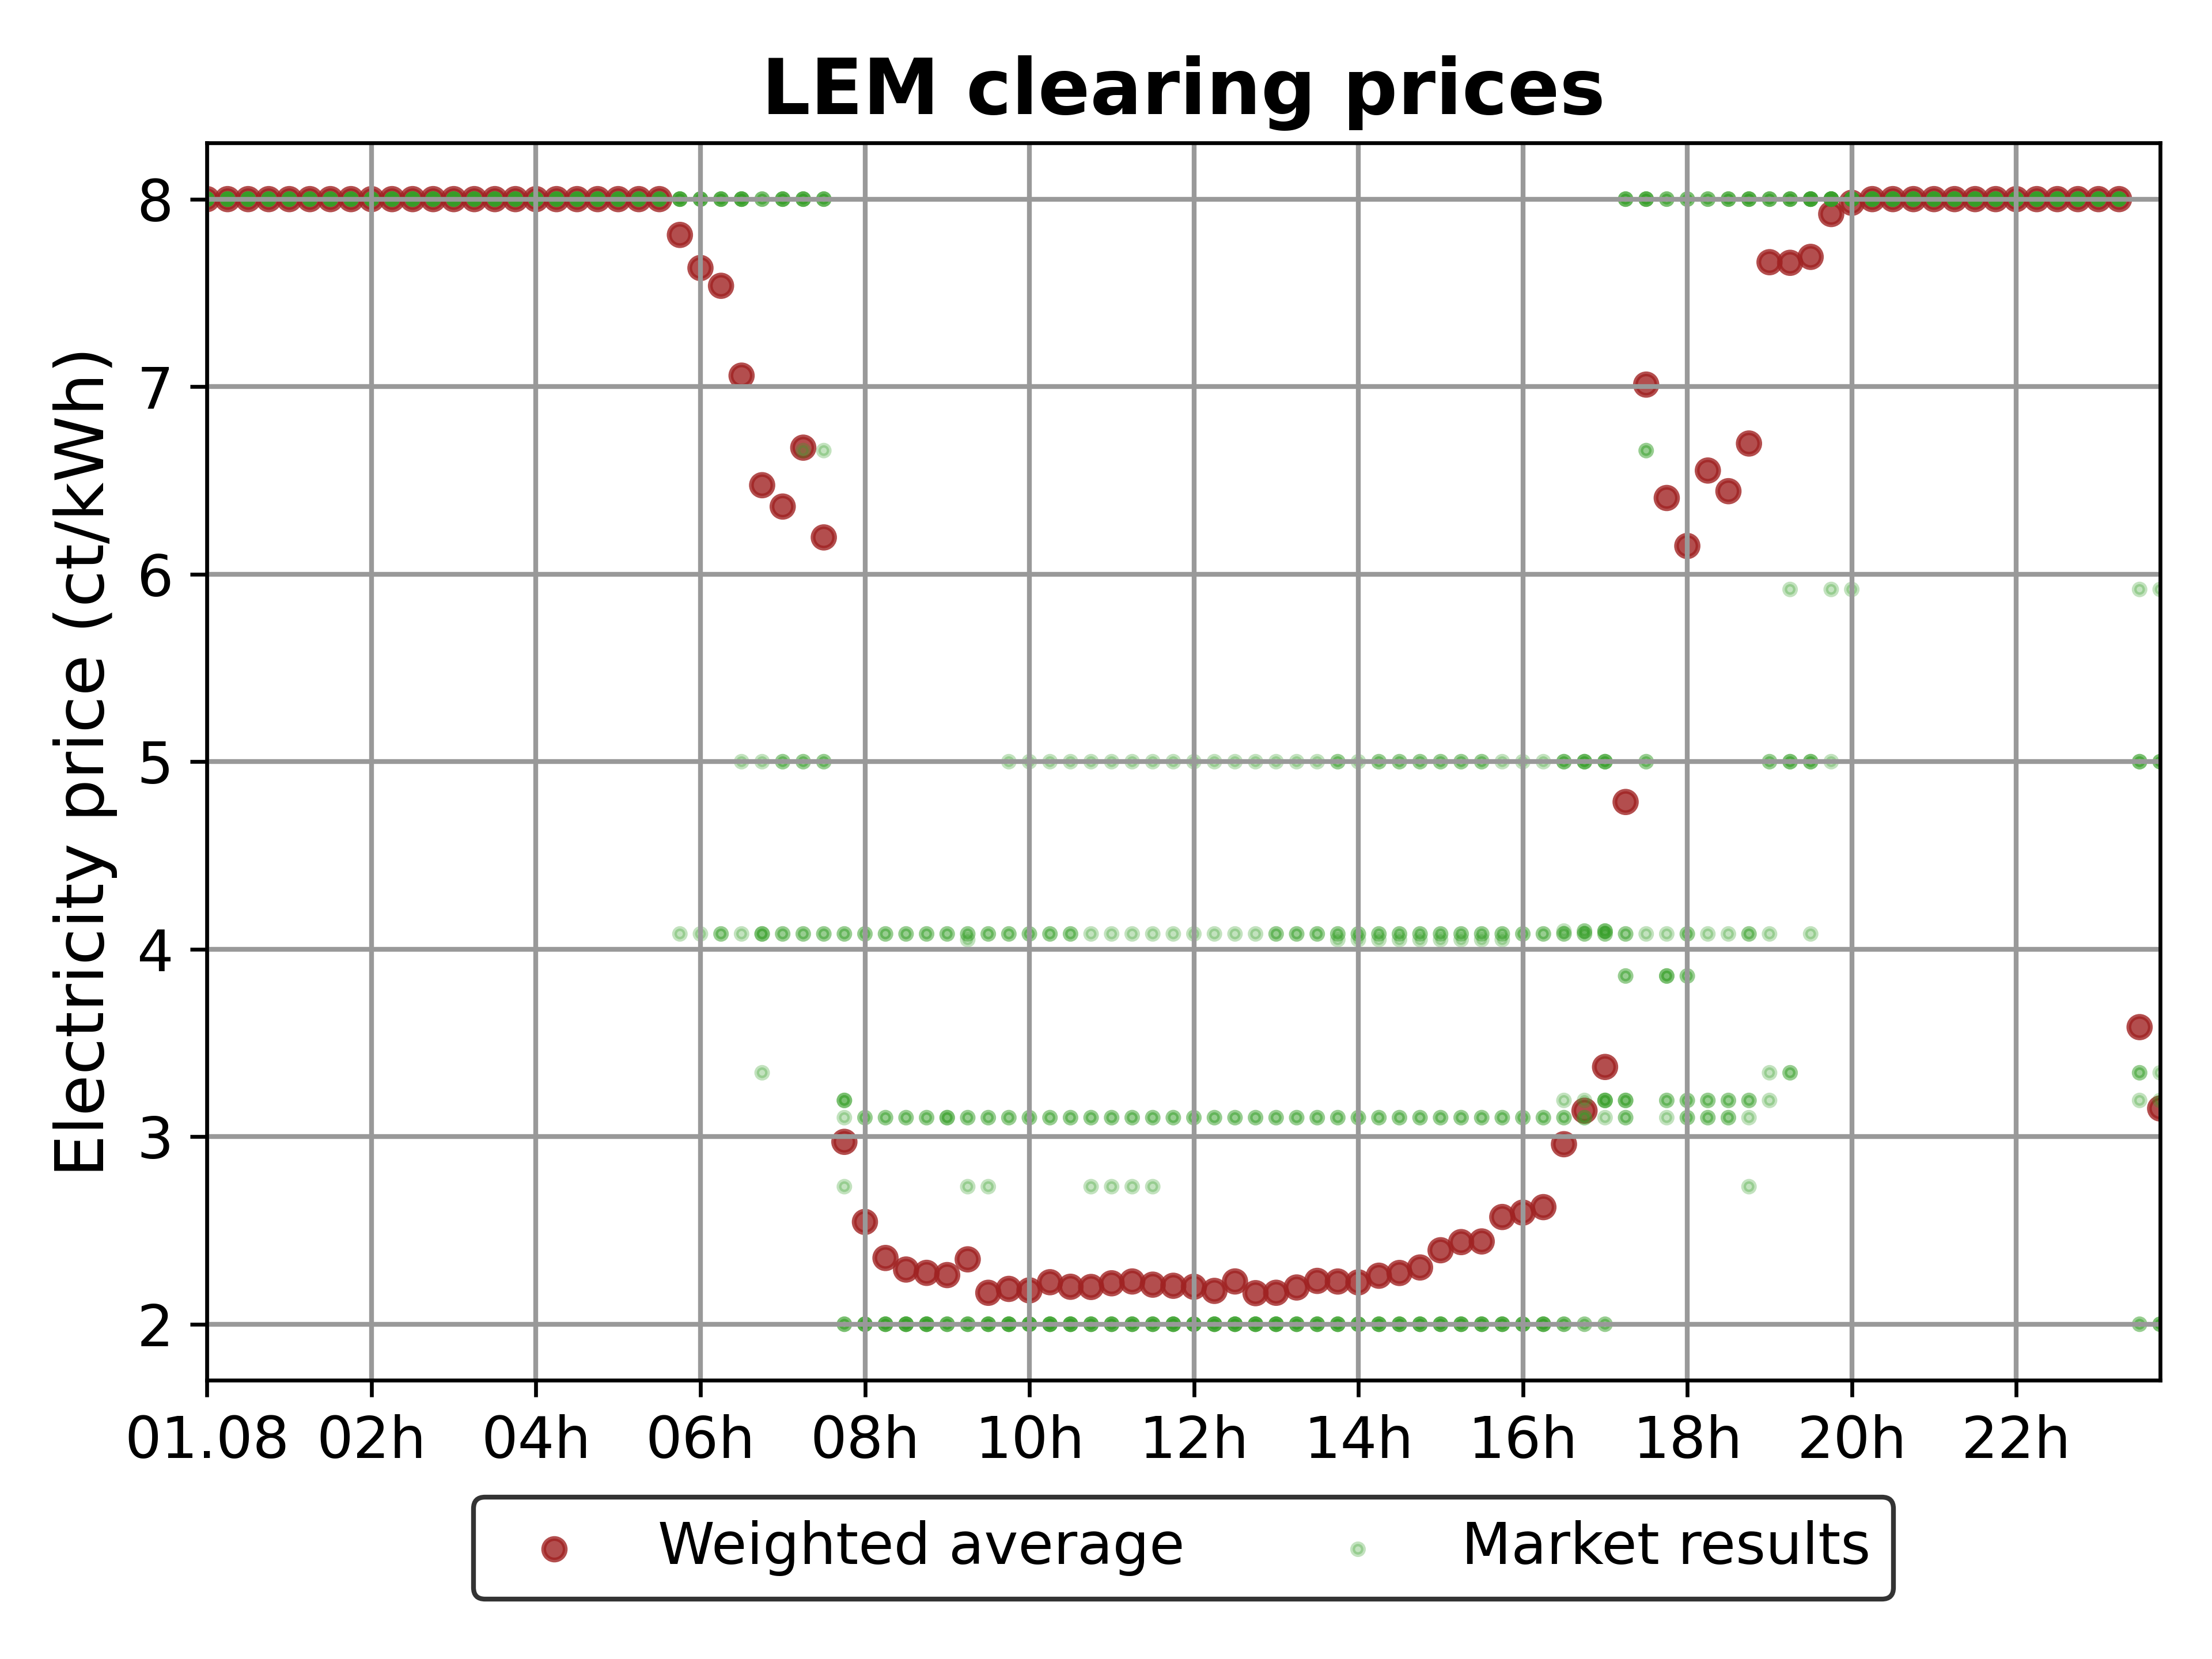 LEM clearing prices
Electricity price (ct/kWh)
8
7
6
5
4
3
2
01.08 02h 04h 06h 08h 10h 12h 14h 16h 18h 20h 22h
Weighted average Market results